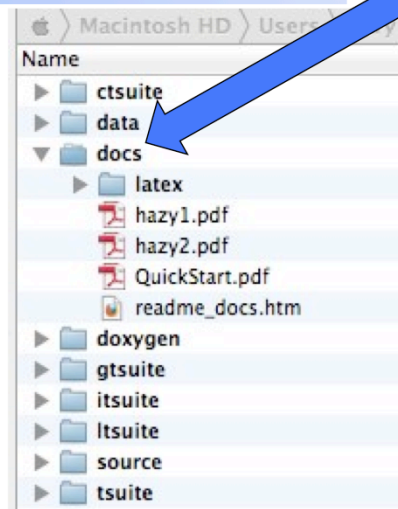 Macintosh HD Users
Name
ctsuite
data
docs
latex
hazy1.pdf
hazy2.pdf
QuickStart.pdf
readme_docs.htm
doxygen
gtsuite
itsuite
ltsuite
source
tsuite